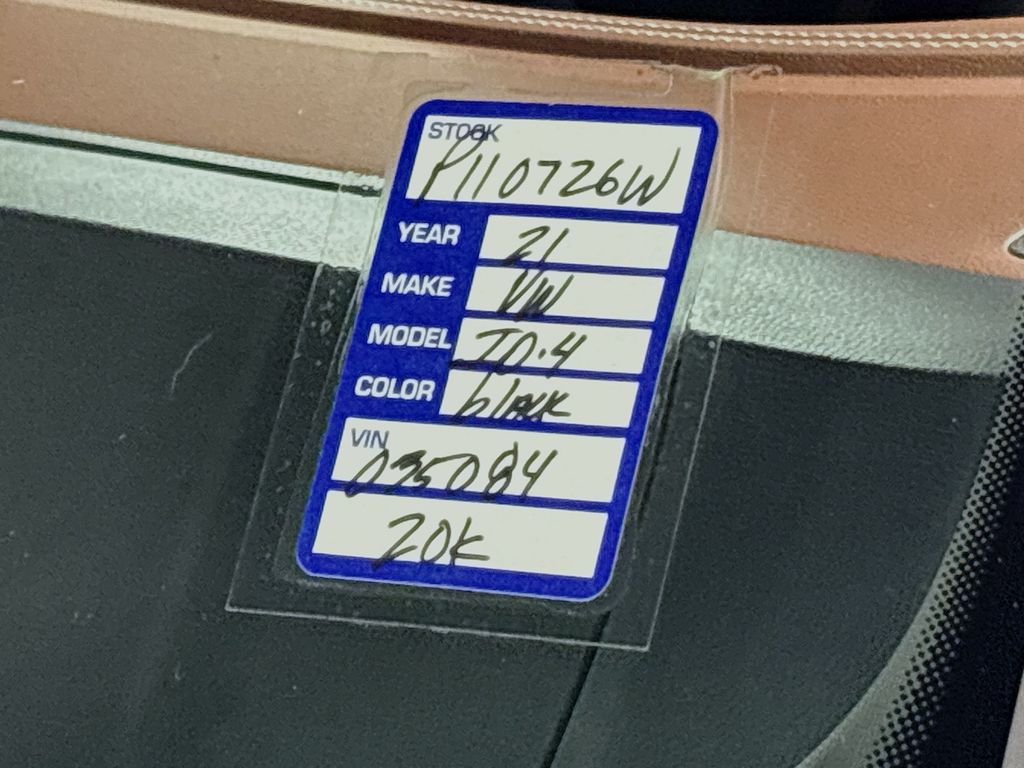 STOCK
P110726W
YEAR 21
MAKE VW
MODEL ID.4
COLOR black
VIN
035084
20K